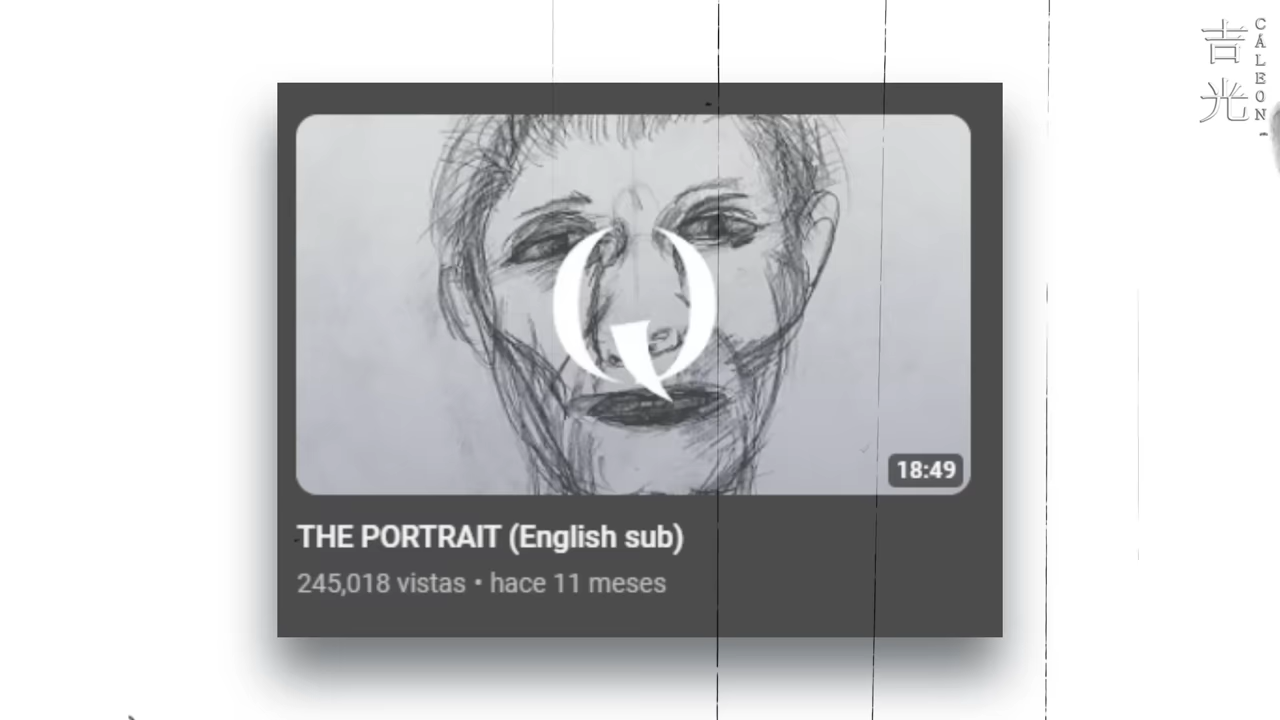 Q
18:49
THE PORTRAIT (English sub)
245,018 vistas • hace 11 meses
吉光
CÁLEON